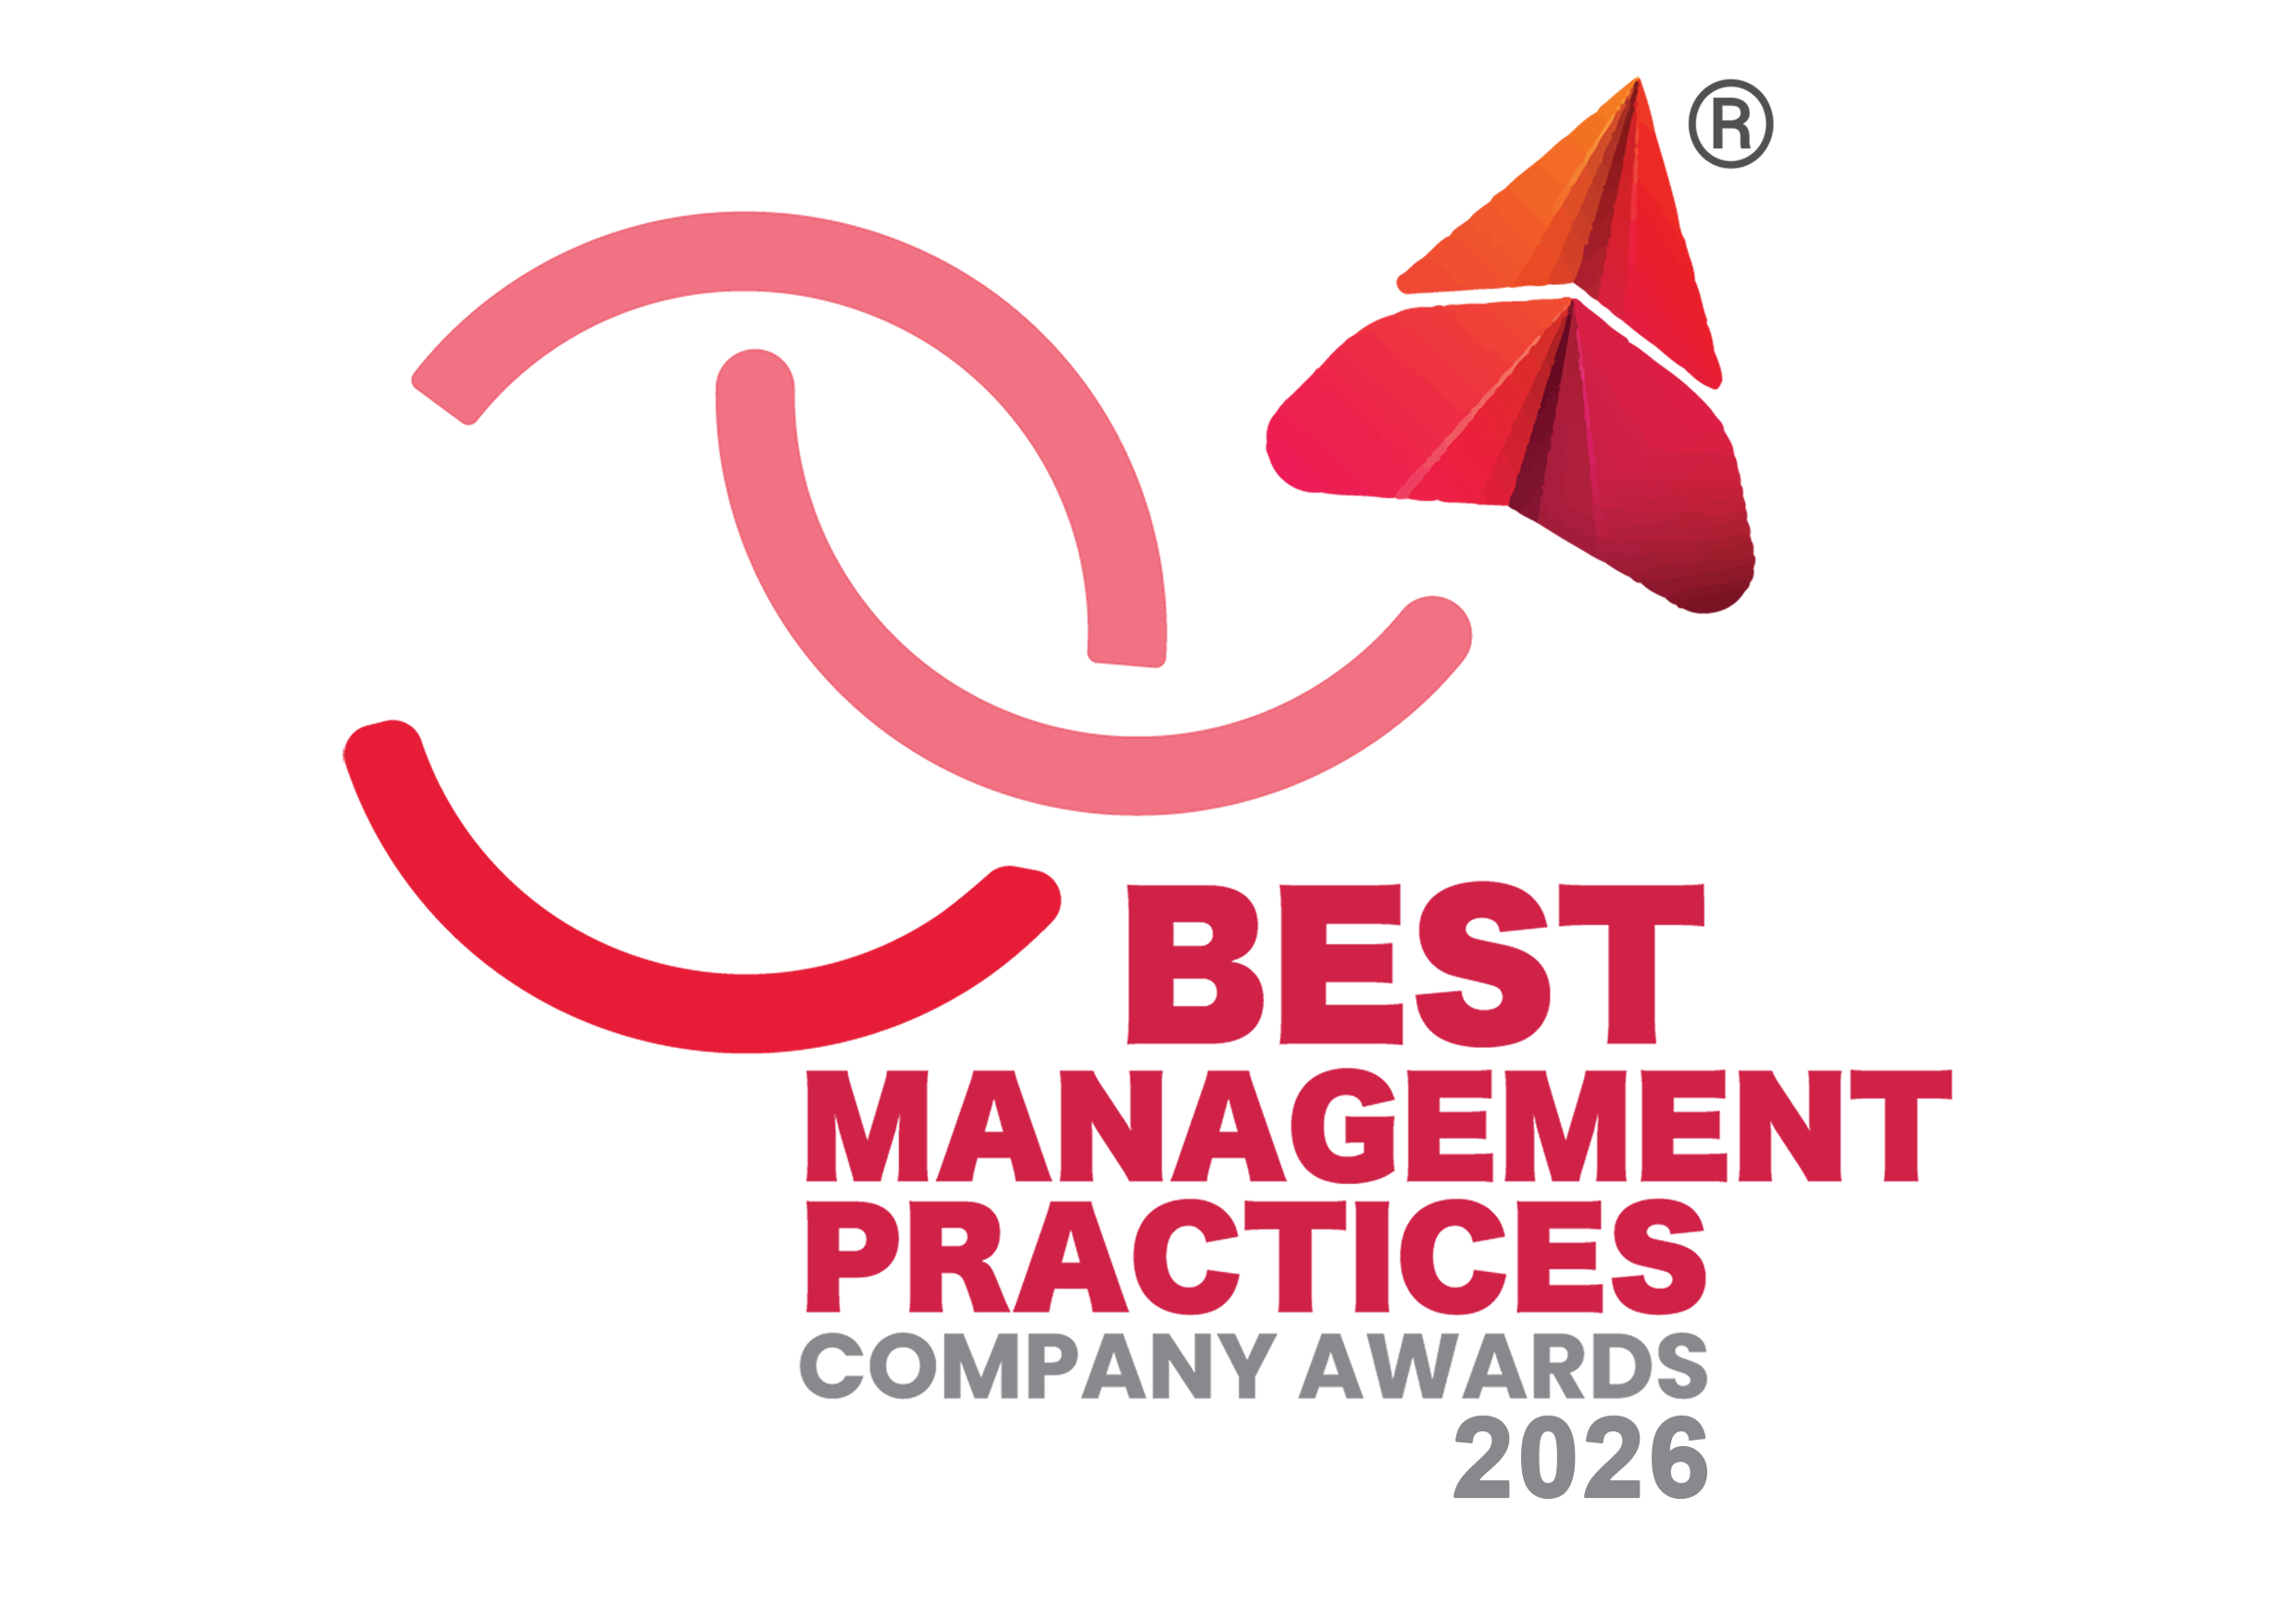 ®
BEST
MANAGEMENT
PRACTICES
COMPANY AWARDS
2026